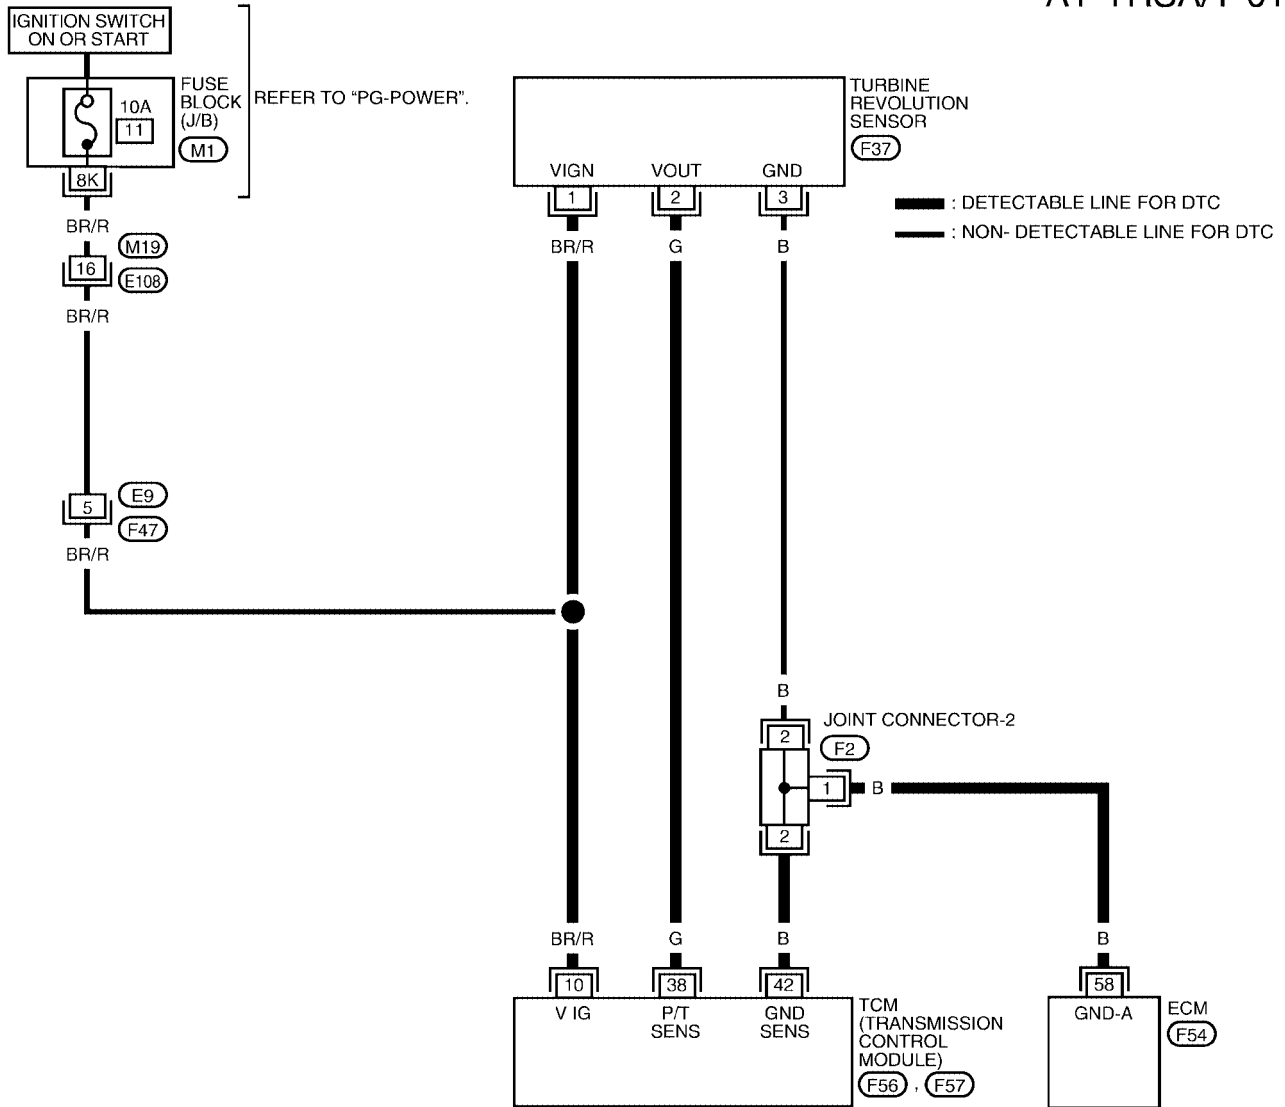 IGNITION SWITCH
ON OR START
FUSE
BLOCK
(J/B)
M1
10A
11
8K
REFER TO “PG-POWER”.
BR/R
M19
16
E108
BR/R
E9
5
F47
BR/R
TURBINE
REVOLUTION
SENSOR
F37
VIGN VOUT GND
1 2 3
BR/R G B
: DETECTABLE LINE FOR DTC
: NON- DETECTABLE LINE FOR DTC
B
JOINT CONNECTOR-2
F2
2
1 B
2
BR/R G B B
10 38 42 58
V IG P/T SENS GND SENS
TCM
(TRANSMISSION
CONTROL
MODULE)
F56 , F57
GND-A
ECM
F54